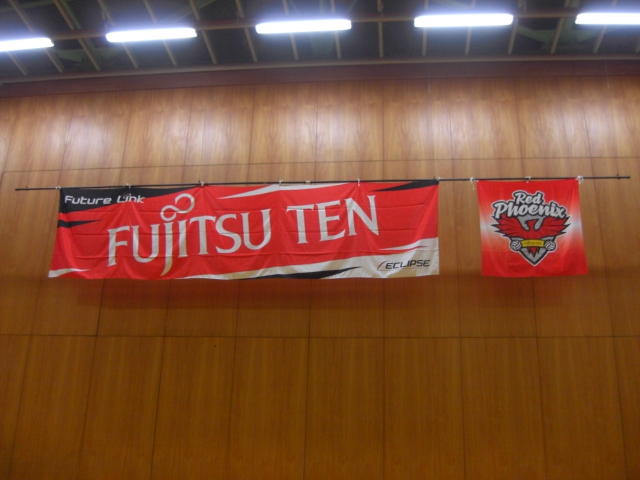 Future Link
FUJITSU TEN
ECLIPSE
Red
Phoenix